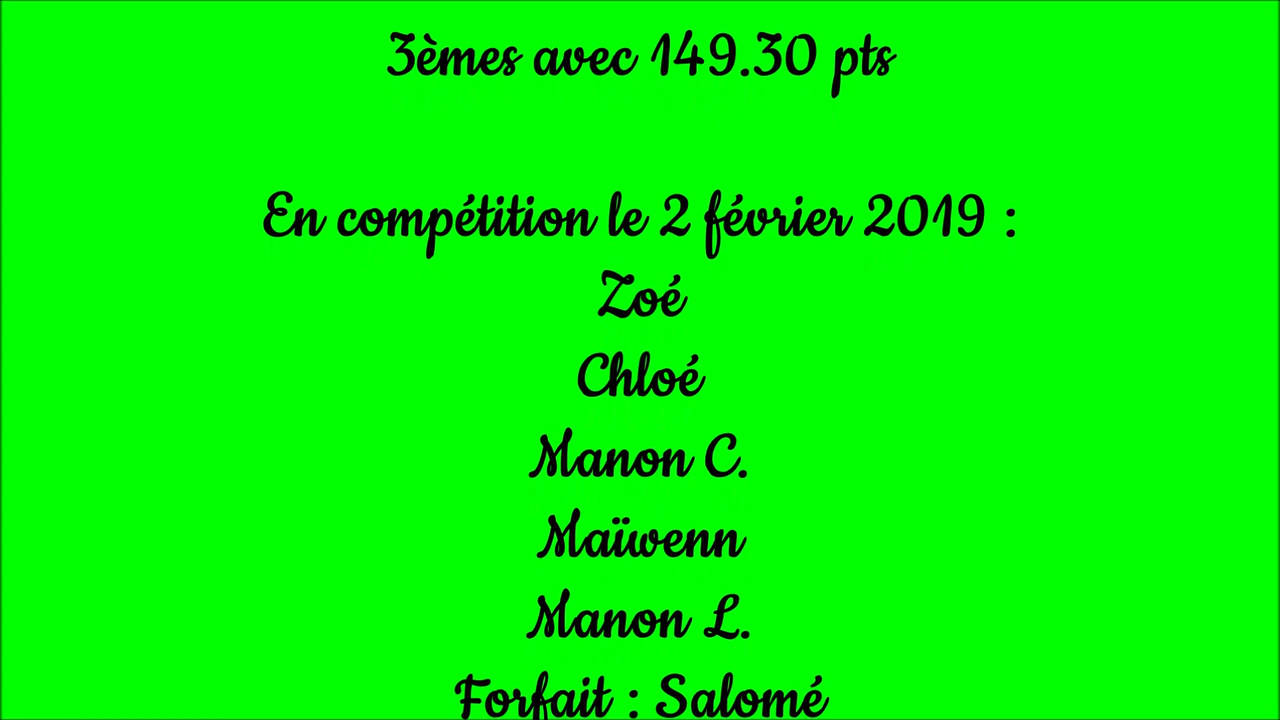 3èmes avec 149.30 pts
En compétition le 2 février 2019 :
Zoé
Chloé
Manon C.
Maïwenn
Manon L.
Forfait : Salomé